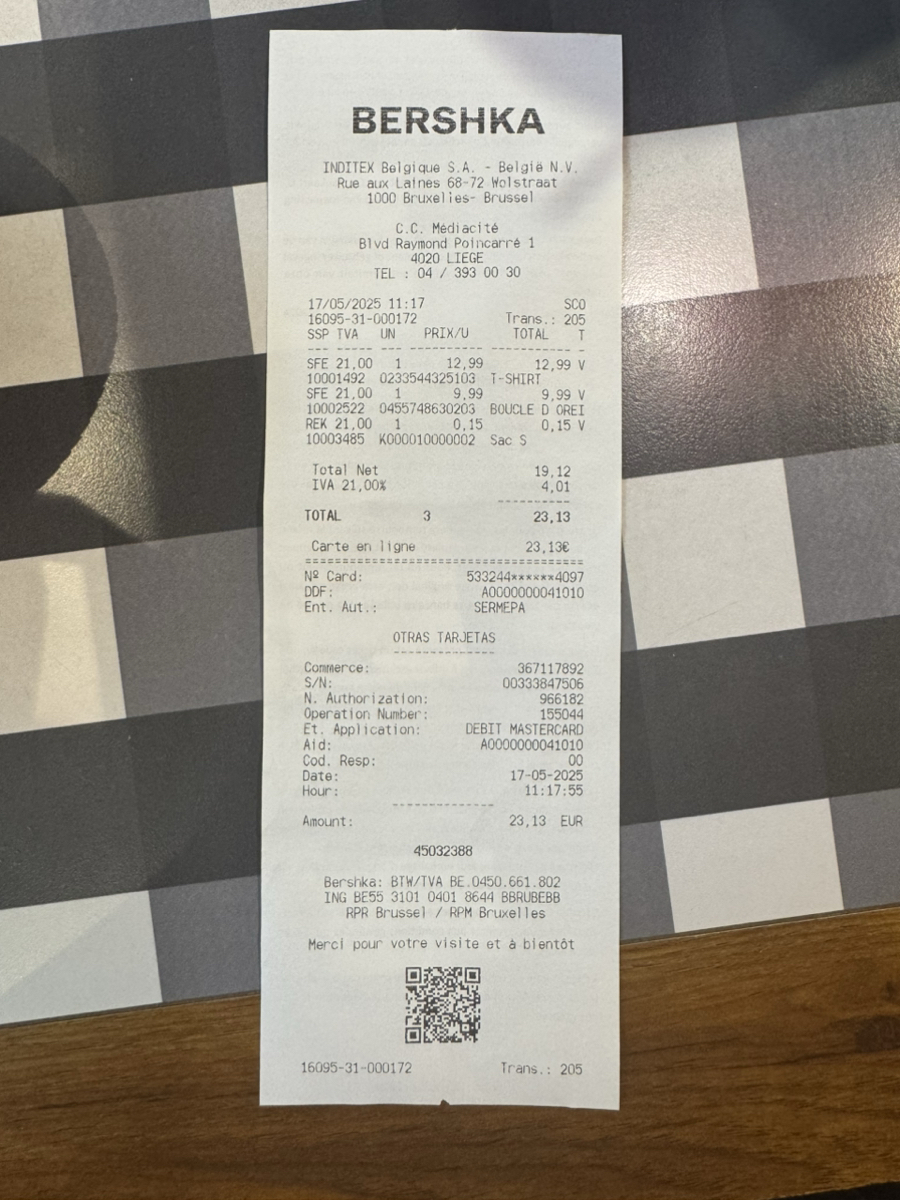 BERSHKA
INDITEX Belgique S.A. - België N.V.
Rue aux Laines 68-72 Wolstraat
1000 Bruxelles- Brussel
C.C. Médiacité
Blvd Raymond Poincarré 1
4020 LIEGE
TEL : 04 / 393 00 30
17/05/2025 11:17 SCO
16095-31-000172 Trans.: 205
SSP TVA UN PRIX/U TOTAL T
--- ----- --- ---------- ---------- ---
SFE 21,00 1 12,99 12,99 V
10001492 0233544325103 T-SHIRT
SFE 21,00 1 9,99 9,99 V
10002522 0455748630203 BOUCLE D OREI
REK 21,00 1 0,15 0,15 V
10003485 K000010000002 Sac S
Total Net 19,12
IVA 21,00% 4,01
----------
TOTAL 3 23,13
Carte en ligne 23,13€
======================================
Nº Card: 533244******4097
DDF: A0000000041010
Ent. Aut.: SERMEPA
OTRAS TARJETAS
--------------
Commerce: 367117892
S/N: 00333847506
N. Authorization: 966182
Operation Number: 155044
Et. Application: DEBIT MASTERCARD
Aid: A0000000041010
Cod. Resp: 00
Date: 17-05-2025
Hour: 11:17:55
--------------
Amount: 23,13 EUR
45032388
Bershka: BTW/TVA BE.0450.661.802
ING BE55 3101 0401 8644 BBRUBEBB
RPR Brussel / RPM Bruxelles
Merci pour votre visite et à bientôt
16095-31-000172 Trans.: 205